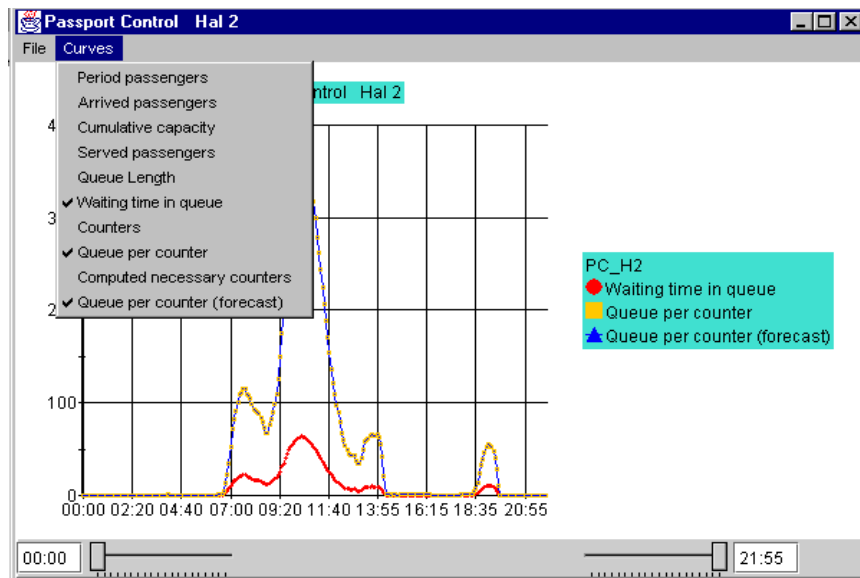 Passport Control Hal 2
File Curves
Period passengers
Arrived passengers
Cumulative capacity
Served passengers
Queue Length
Waiting time in queue
Counters
Queue per counter
Computed necessary counters
Queue per counter (forecast)
ntrol Hal 2
4
3
2
100
0
00:00 02:20 04:40 07:00 09:20 11:40 13:55 16:15 18:35 20:55
PC_H2
Waiting time in queue
Queue per counter
Queue per counter (forecast)
00:00
21:55